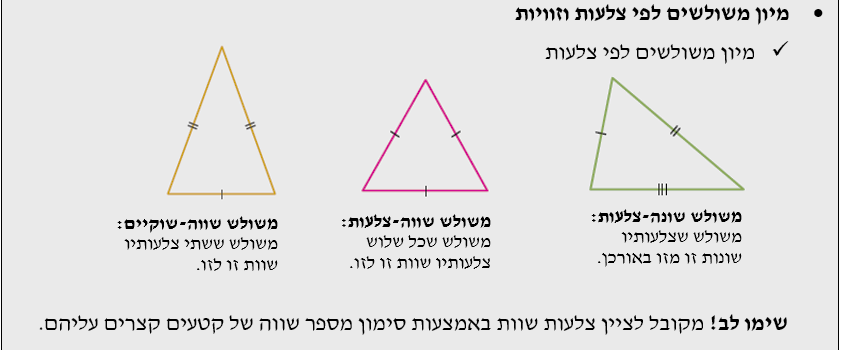 • מיון משולשים לפי צלעות וזוויות
✓ מיון משולשים לפי צלעות
משולש שונה-צלעות:
משולש שצלעותיו
שונות זו מזו באורכן.
משולש שווה-צלעות:
משולש שכל שלוש
צלעותיו שוות זו לזו.
משולש שווה-שוקיים:
משולש ששתי צלעותיו
שוות זו לזו.
שימו לב! מקובל לציין צלעות שוות באמצעות סימון מספר שווה של קטעים קצרים עליהם.